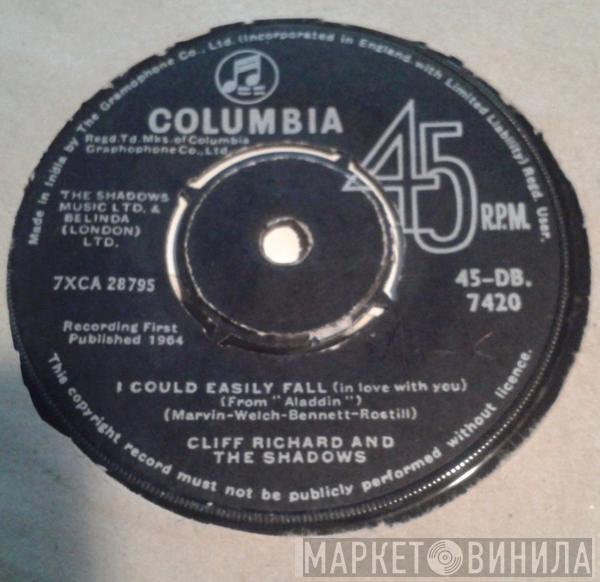 Made in India by The Gramophone Co., Ltd. (Incorporated in England, with Limited Liability) Regd. User.
COLUMBIA
Regd. Td. Mks. of Columbia
Graphophone Co., Ltd.
45
R.P.M.
THE SHADOWS
MUSIC LTD. &
BELINDA
(LONDON)
LTD.
7XCA 28795
45-DB.
7420
Recording First
Published 1964
I COULD EASILY FALL (in love with you)
(From "Aladdin")
(Marvin-Welch-Bennett-Rostill)
CLIFF RICHARD AND
THE SHADOWS
This copyright record must not be publicly performed without licence.
МАРКЕТ ВИНИЛА